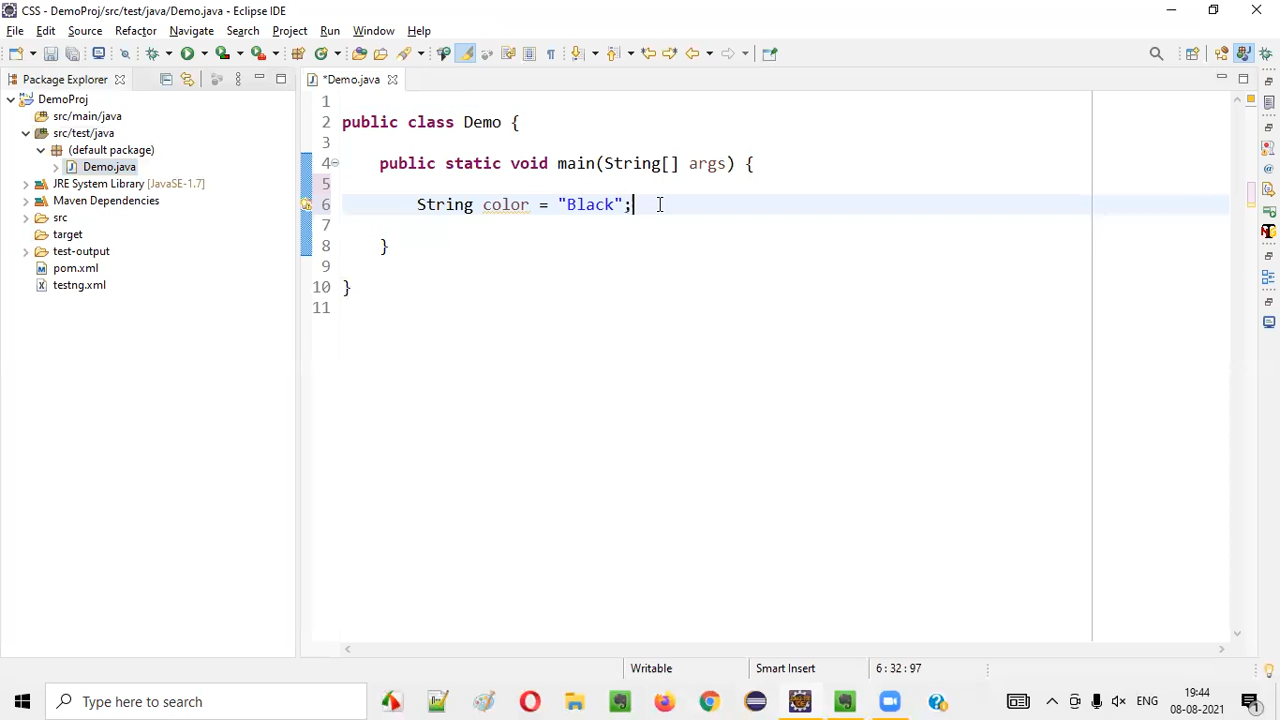 CSS - DemoProj/src/test/java/Demo.java - Eclipse IDE
File Edit Source Refactor Navigate Search Project Run Window Help
Package Explorer
*Demo.java
DemoProj
src/main/java
src/test/java
(default package)
Demo.java
JRE System Library [JavaSE-1.7]
Maven Dependencies
src
target
test-output
pom.xml
testng.xml
1
2 public class Demo {
3
4 public static void main(String[] args) {
5
6 String color = "Black";
7
8 }
9
10 }
11
Writable Smart Insert 6 : 32 : 97
Type here to search
ENG
19:44
08-08-2021